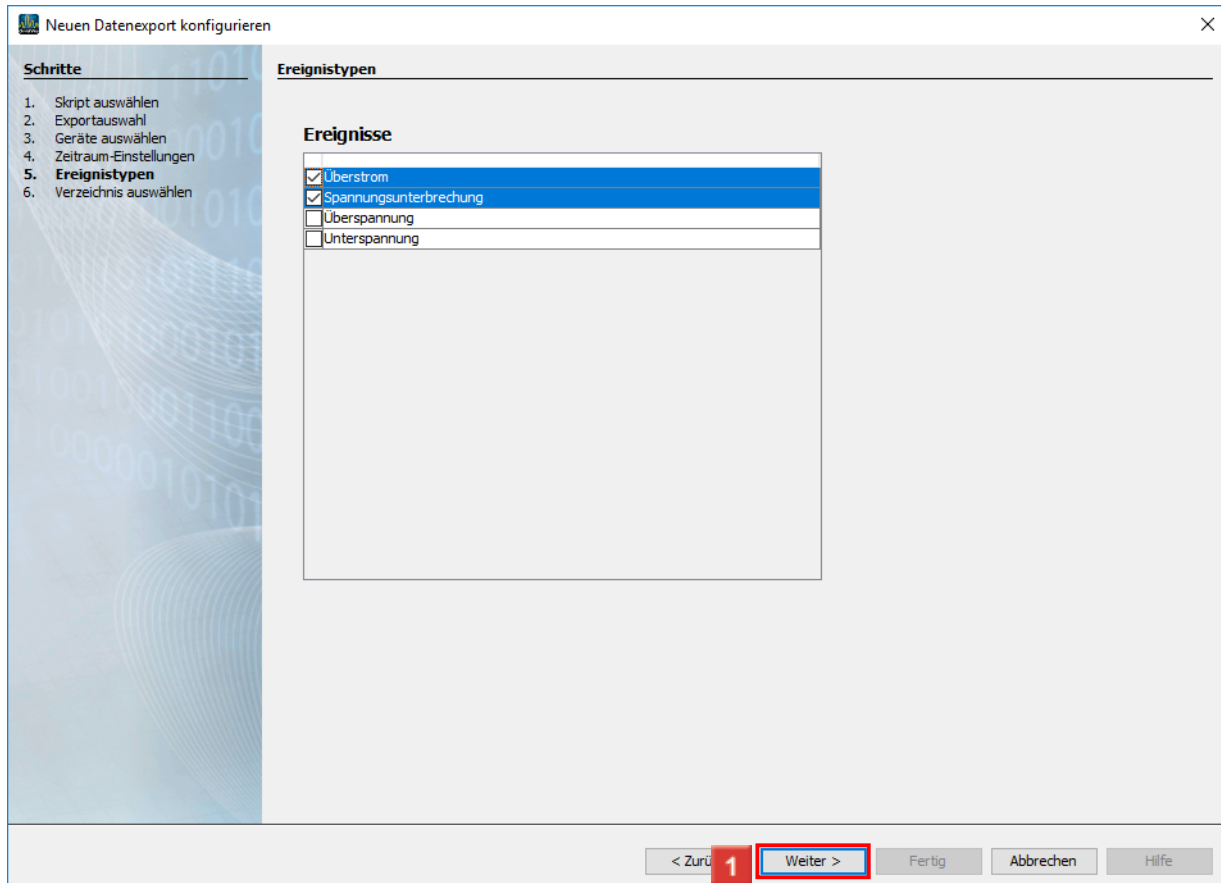 Neuen Datenexport konfigurieren
Schritte
1. Skript auswählen
2. Exportauswahl
3. Geräte auswählen
4. Zeitraum-Einstellungen
5. Ereignistypen
6. Verzeichnis auswählen
Ereignistypen
Ereignisse
Überstrom
Spannungsunterbrechung
Überspannung
Unterspannung
< Zurü 1 Weiter > Fertig Abbrechen Hilfe